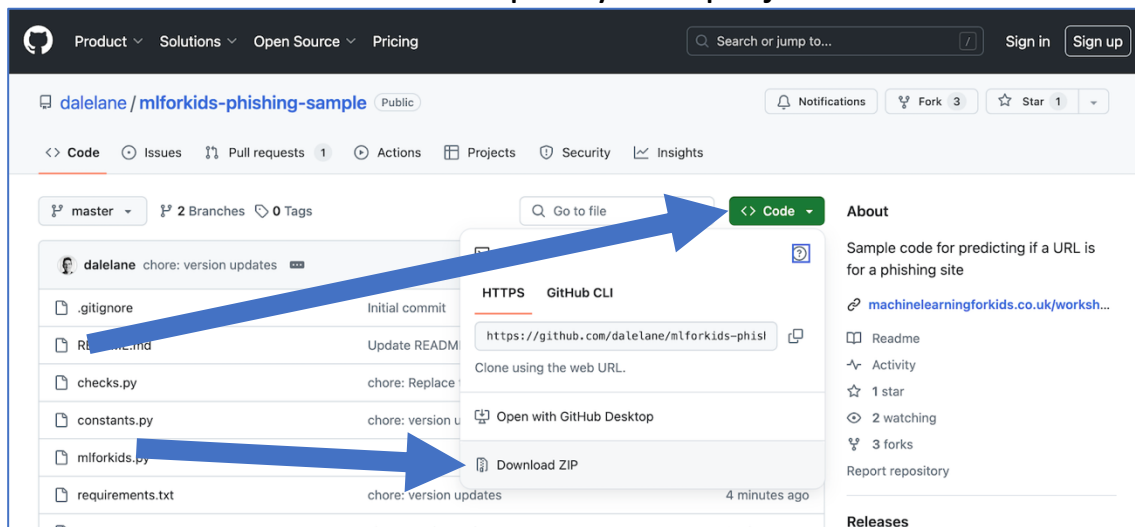 Product Solutions Open Source Pricing Search or jump to... / Sign in Sign up
dalelane / mlforkids-phishing-sample Public Notifications Fork 3 Star 1
<> Code Issues Pull requests 1 Actions Projects Security Insights
master 2 Branches 0 Tags Go to file <> Code
About
Sample code for predicting if a URL is
for a phishing site
machinelearningforkids.co.uk/worksh...
Readme
Activity
1 star
2 watching
3 forks
Report repository
Releases
dalelane chore: version updates
.gitignore Initial commit
Update READM
checks.py chore: Replace
constants.py chore: version u
mlforkids.py
requirements.txt chore: version updates 4 minutes ago
HTTPS GitHub CLI
https://github.com/dalelane/mlforkids-phish
Clone using the web URL.
Open with GitHub Desktop
Download ZIP